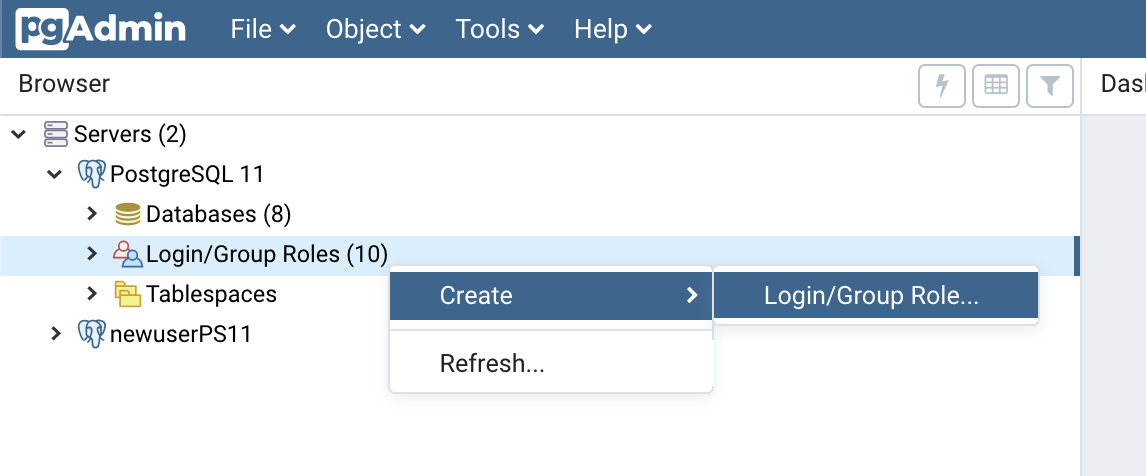 pgAdmin File Object Tools Help
Browser
Servers (2)
PostgreSQL 11
Databases (8)
Login/Group Roles (10)
Create Login/Group Role...
Tablespaces
newuserPS11
Refresh...